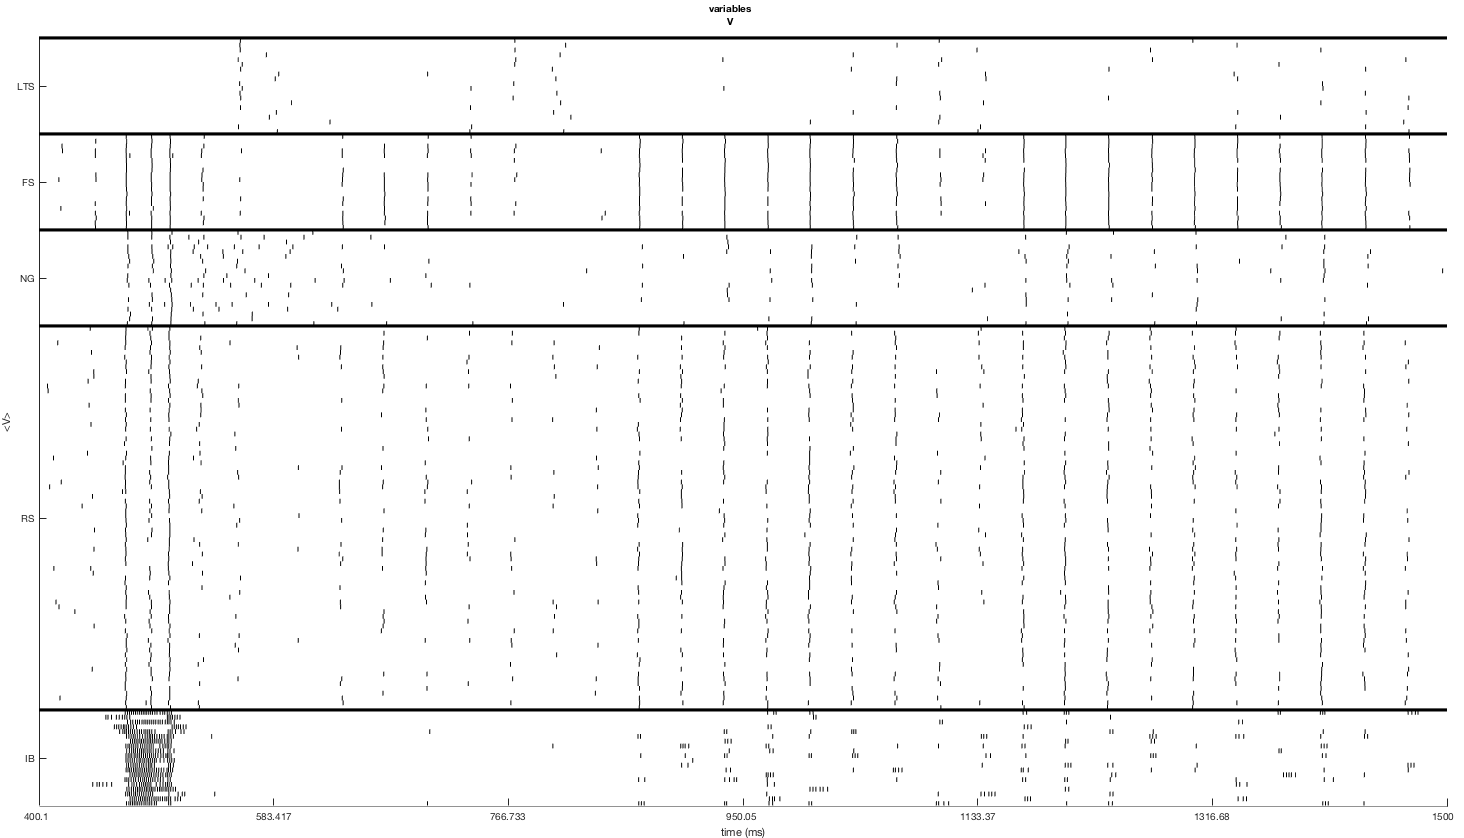 variables
V
LTS
FS
NG
RS
IB
<V>
400.1 583.417 766.733 950.05 1133.37 1316.68 1500
time (ms)